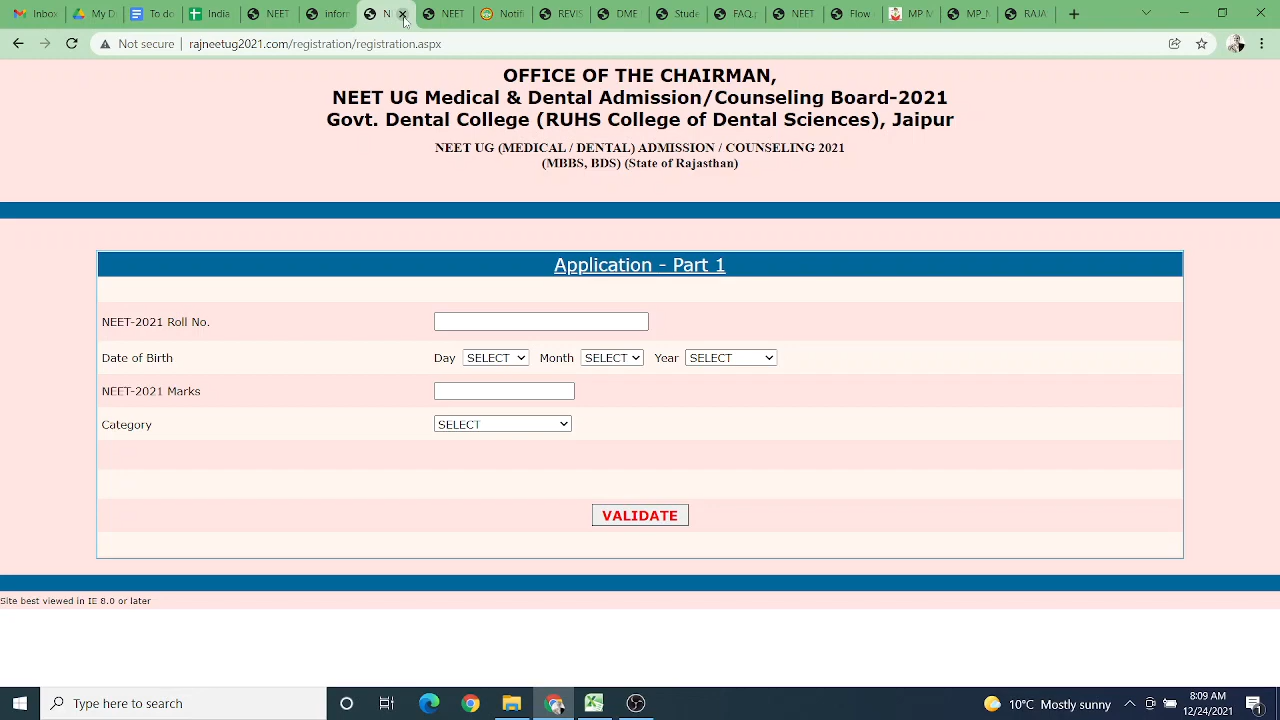 Inbox To do India NEET inform N NEET Notifi REVIS DME Stude FAQ.p NEET Flow MP M MP_N RAJA
Not secure rajneetug2021.com/registration/registration.aspx
OFFICE OF THE CHAIRMAN,
NEET UG Medical & Dental Admission/Counseling Board-2021
Govt. Dental College (RUHS College of Dental Sciences), Jaipur
NEET UG (MEDICAL / DENTAL) ADMISSION / COUNSELING 2021
(MBBS, BDS) (State of Rajasthan)
Application - Part 1
NEET-2021 Roll No.
Date of Birth Day SELECT Month SELECT Year SELECT
NEET-2021 Marks
Category SELECT
VALIDATE
Site best viewed in IE 8.0 or later
Type here to search 10°C Mostly sunny 8:09 AM
12/24/2021